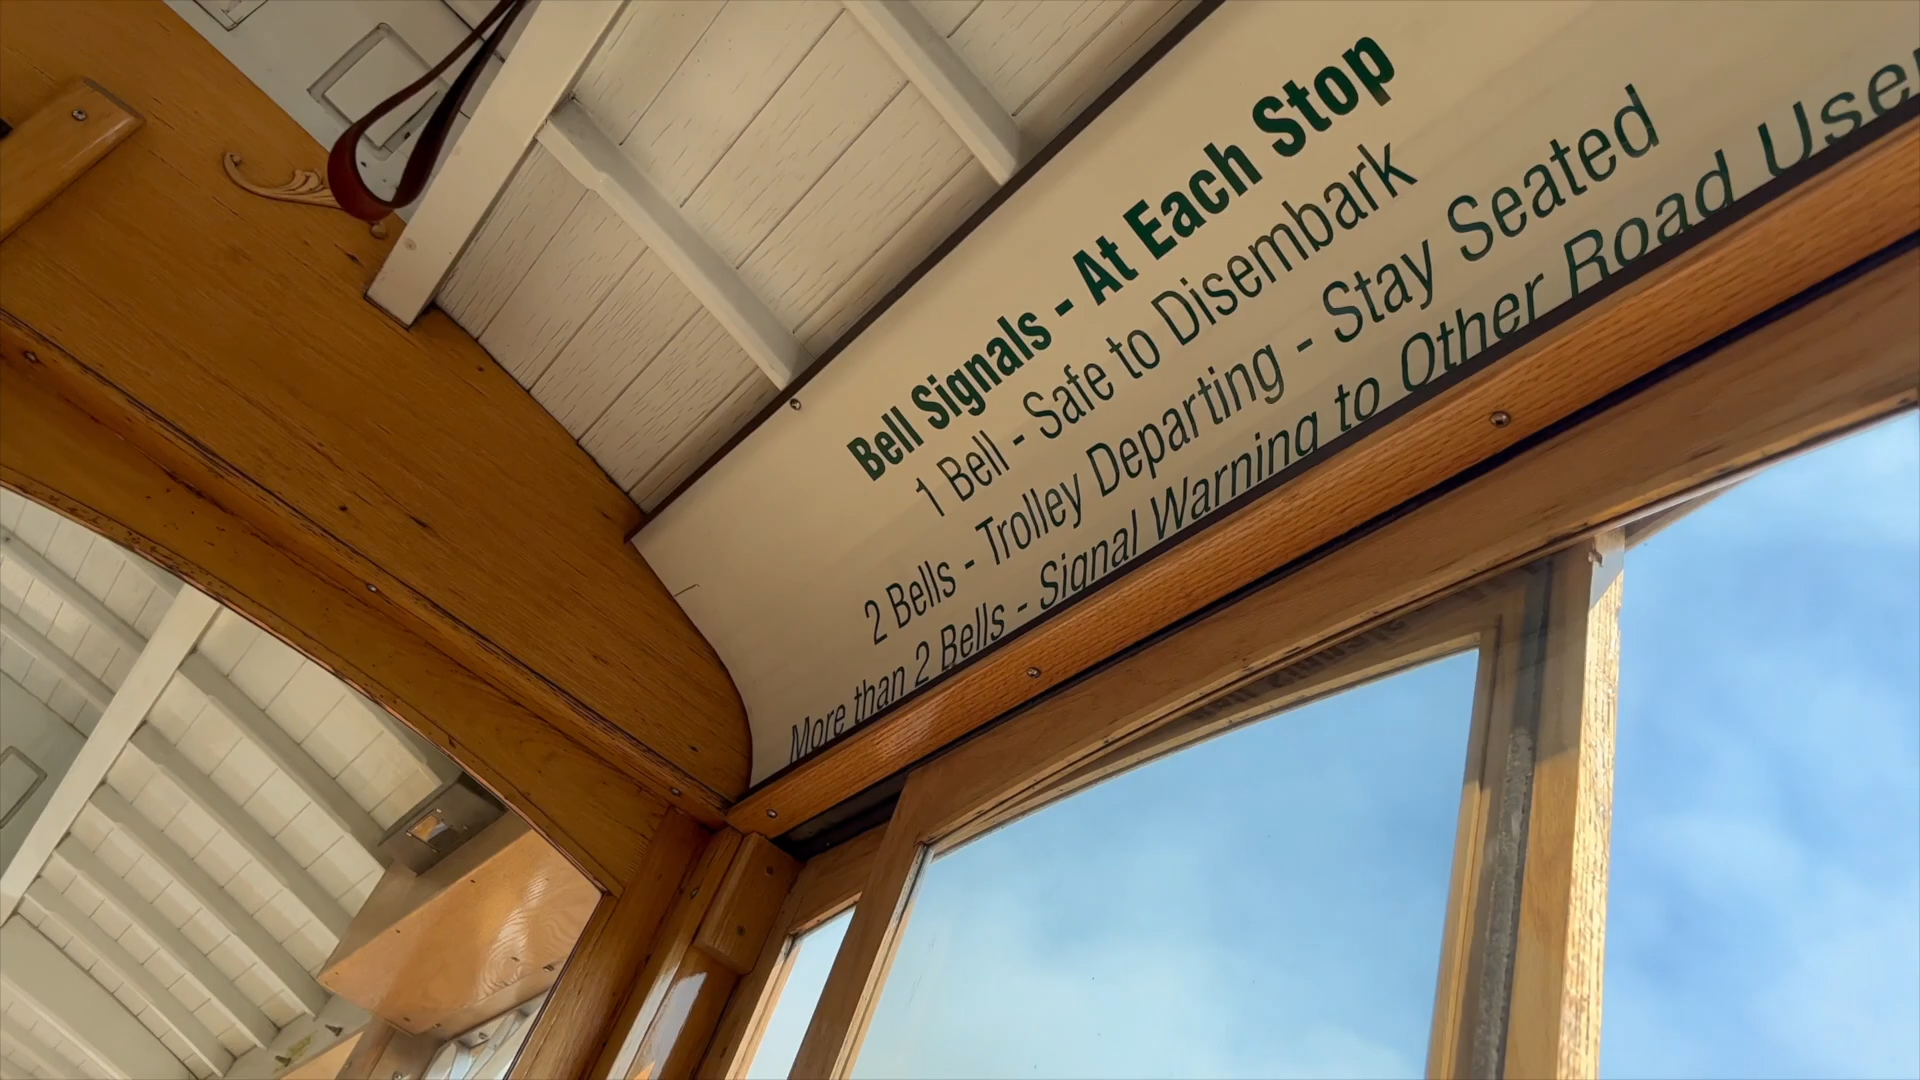 Bell Signals - At Each Stop
1 Bell - Safe to Disembark
2 Bells - Trolley Departing - Stay Seated
More than 2 Bells - Signal Warning to Other Road User